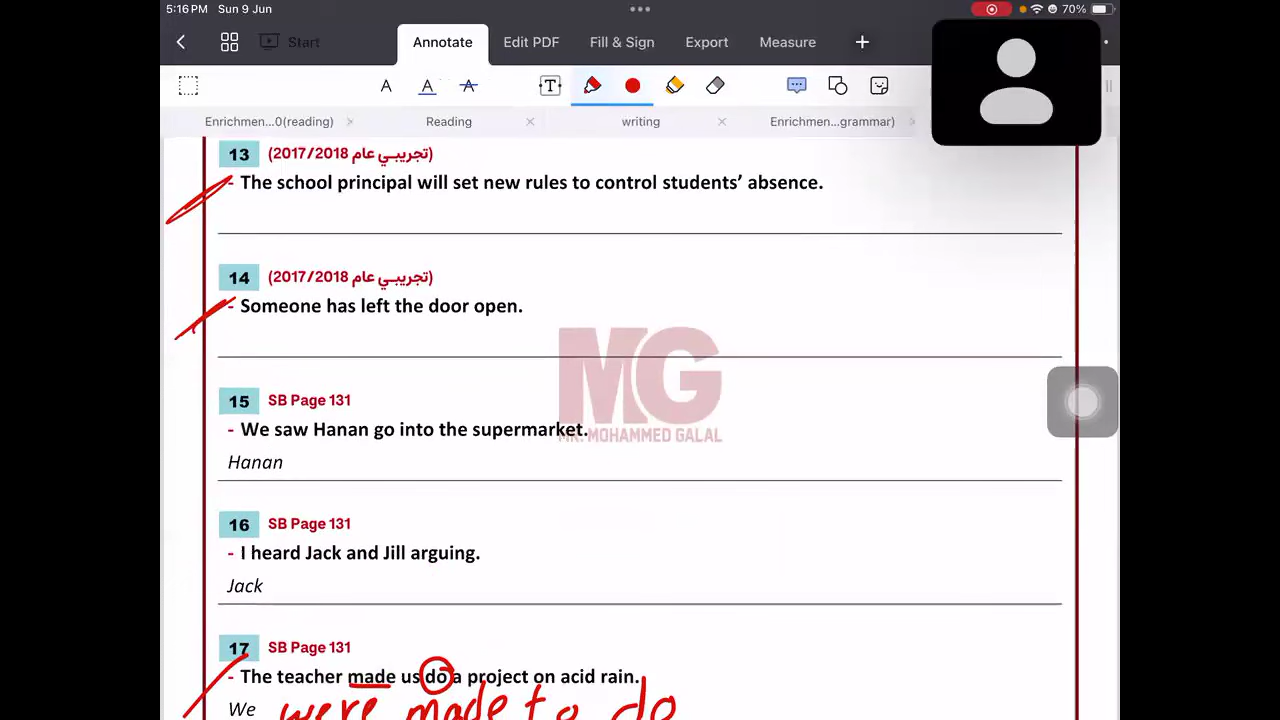 5:16 PM Sun 9 Jun 70%
Start Annotate Edit PDF Fill & Sign Export Measure
A A A T
Enrichmen...0(reading) Reading writing Enrichmen...grammar)
13 (تجريبي عام 2017/2018)
- The school principal will set new rules to control students’ absence.
14 (تجريبي عام 2017/2018)
- Someone has left the door open.
MG
MR. MOHAMMED GALAL
15 SB Page 131
- We saw Hanan go into the supermarket.
Hanan
16 SB Page 131
- I heard Jack and Jill arguing.
Jack
17 SB Page 131
- The teacher made us do a project on acid rain.
We were made to do